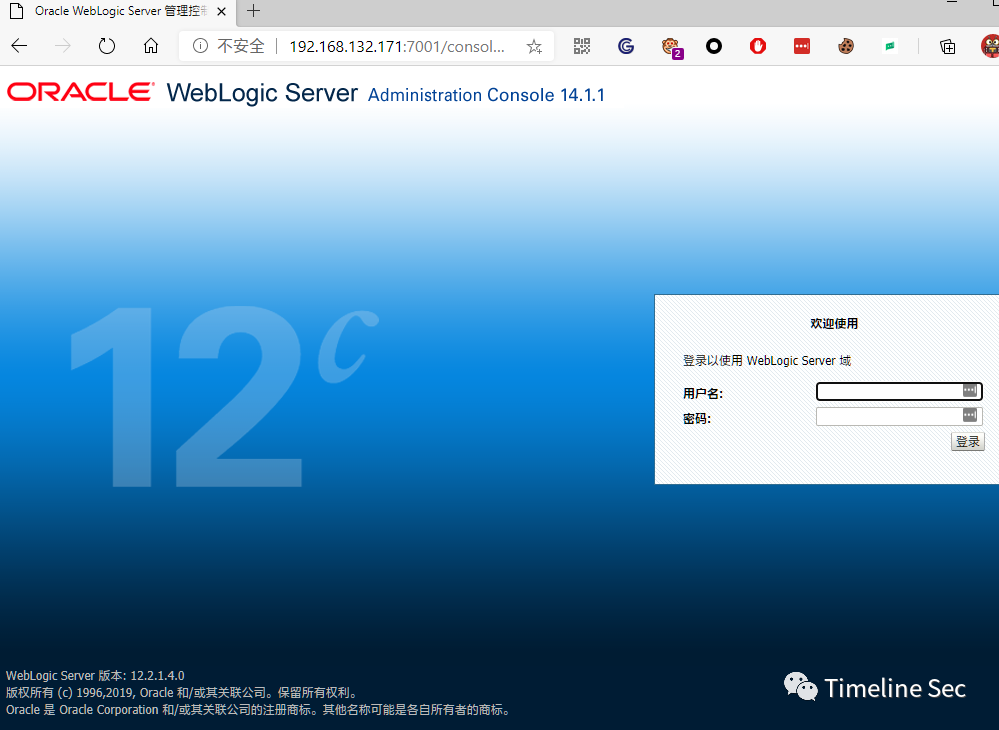 Oracle WebLogic Server 管理控制
不安全 192.168.132.171:7001/consol...
2
ORACLE WebLogic Server Administration Console 14.1.1
12c
欢迎使用
登录以使用 WebLogic Server 域
用户名:
密码:
登录
WebLogic Server 版本: 12.2.1.4.0
版权所有 (c) 1996,2019, Oracle 和/或其关联公司。保留所有权利。
Oracle 是 Oracle Corporation 和/或其关联公司的注册商标。其他名称可能是各自所有者的商标。
Timeline Sec